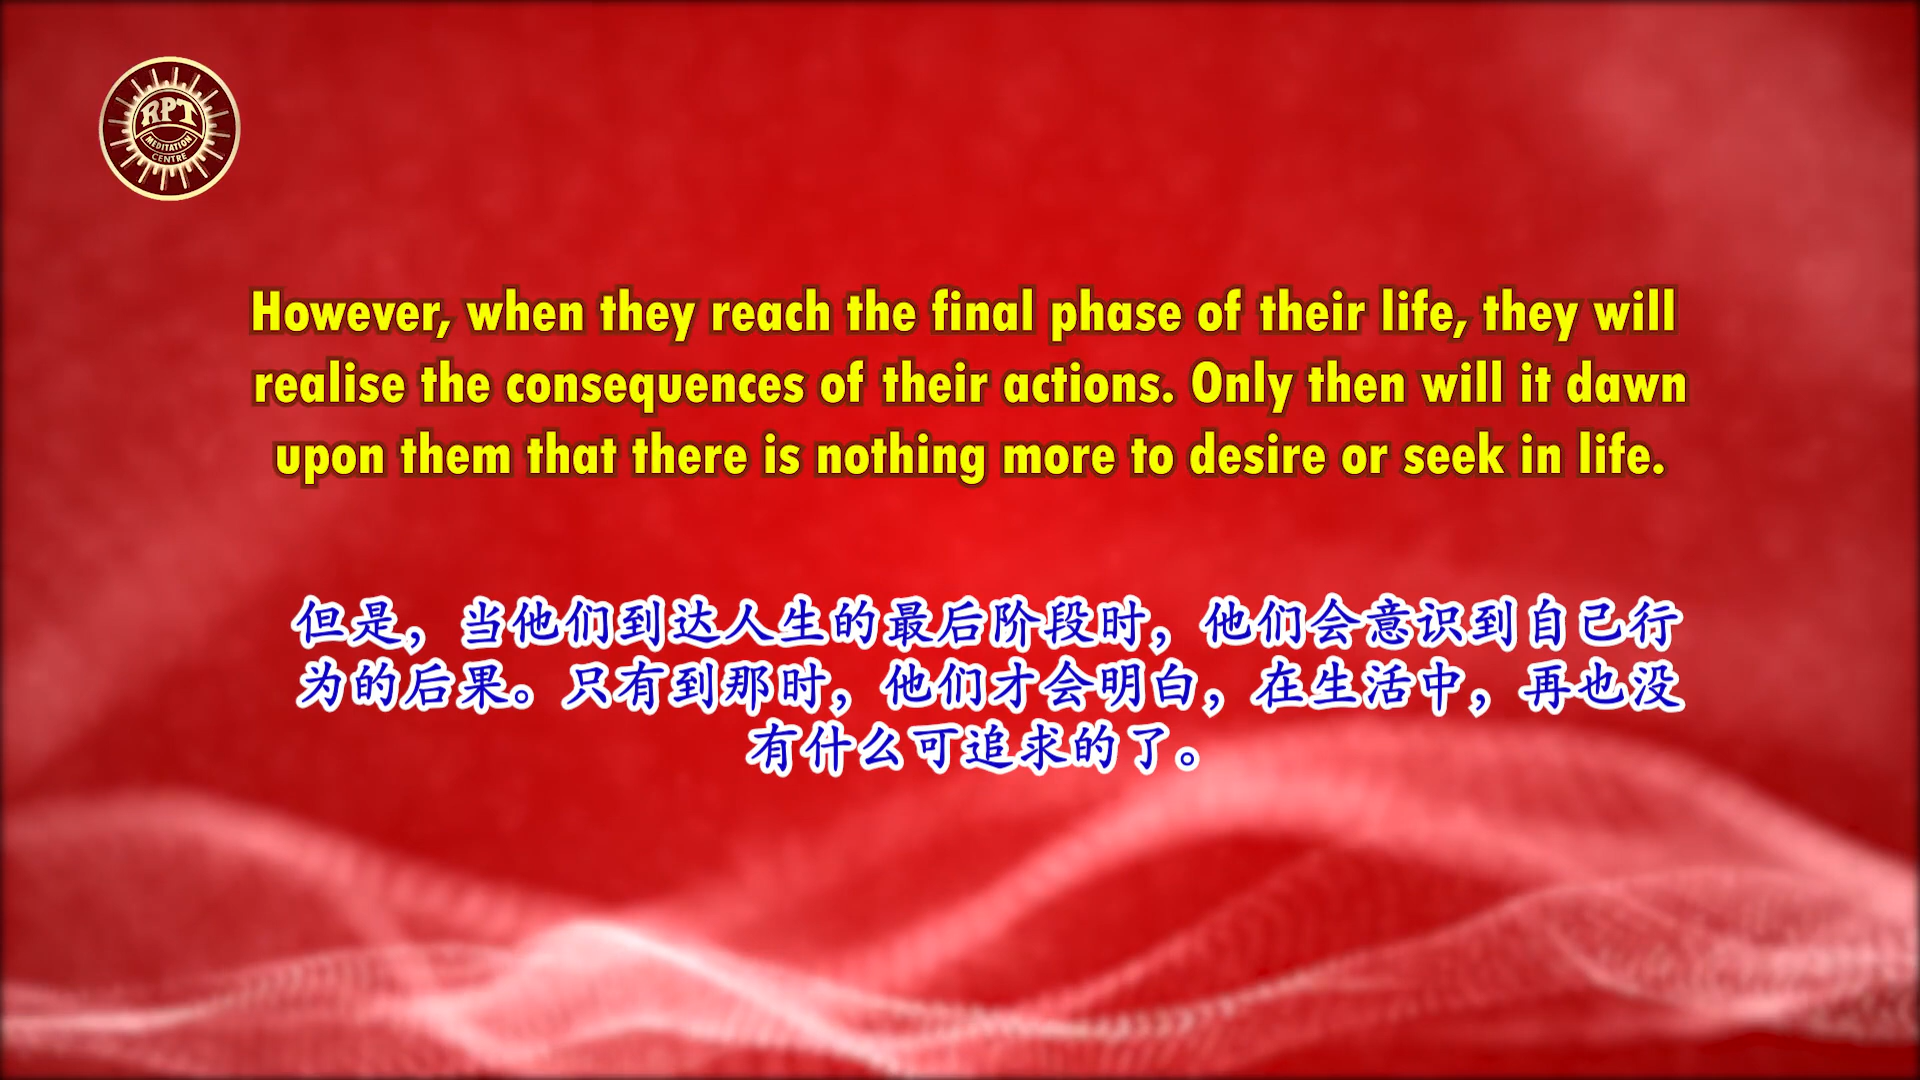 RPT
MEDITATION
CENTRE
However, when they reach the final phase of their life, they will
realise the consequences of their actions. Only then will it dawn
upon them that there is nothing more to desire or seek in life.
但是，当他们到达人生的最后阶段时，他们会意识到自己行
为的后果。只有到那时，他们才会明白，在生活中，再也没
有什么可追求的了。